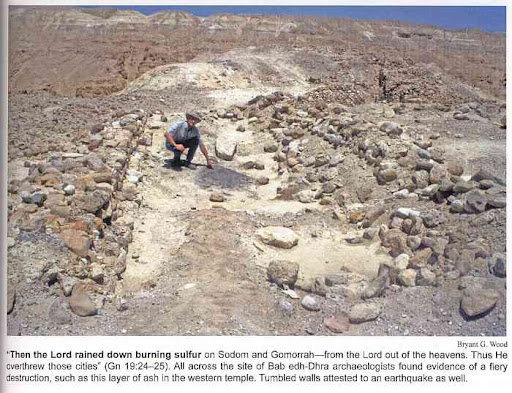 Bryant G. Wood
"Then the Lord rained down burning sulfur on Sodom and Gomorrah—from the Lord out of the heavens. Thus He
overthrew those cities" (Gn 19:24–25). All across the site of Bab edh-Dhra archaeologists found evidence of a fiery
destruction, such as this layer of ash in the western temple. Tumbled walls attested to an earthquake as well.